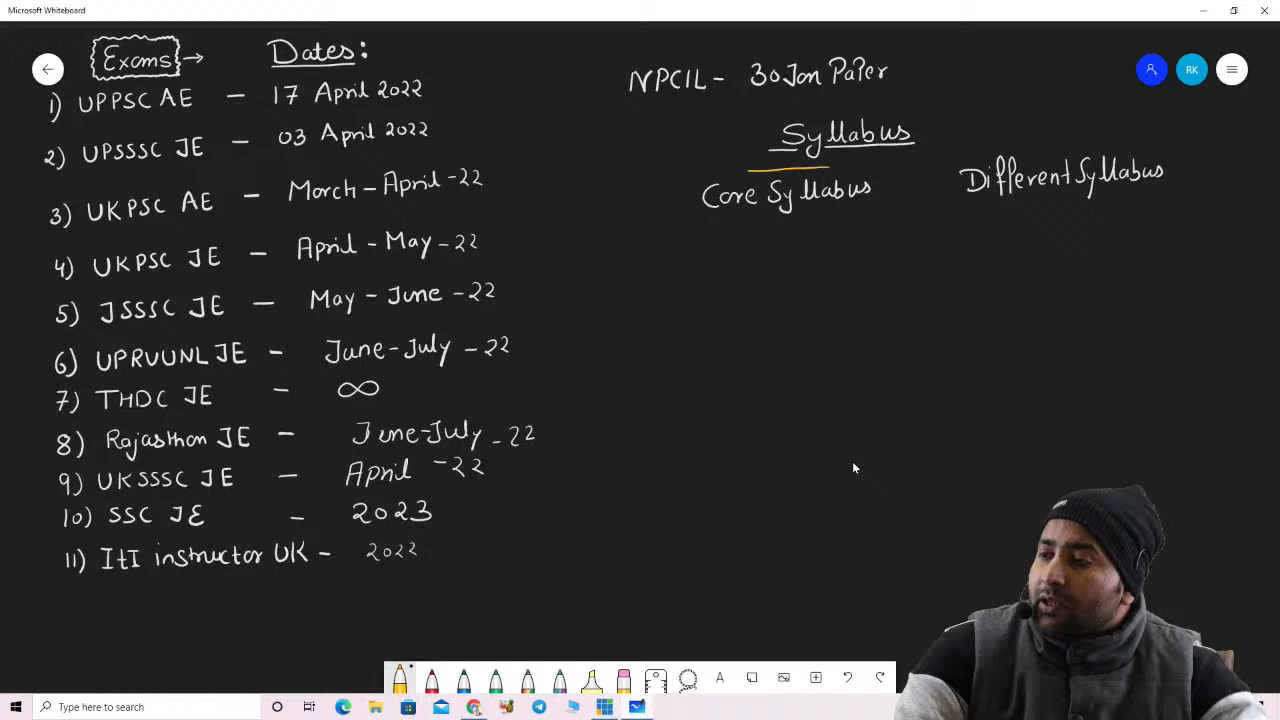 Microsoft Whiteboard
Exams → Dates:
1) UPPSC AE - 17 April 2022
2) UPSSSC JE - 03 April 2022
3) UKPSC AE - March-April-22
4) UKPSC JE - April-May-22
5) JSSSC JE - May-June-22
6) UPRVUNL JE - June-July-22
7) THDC JE - ∞
8) Rajasthan JE - June-July-22
9) UKSSSC JE - April-22
10) SSC JE - 2023
11) ItI instructor UK - 2022
NPCIL - 30 Jan Paper
Syllabus
Core Syllabus Different Syllabus
RK
Type here to search